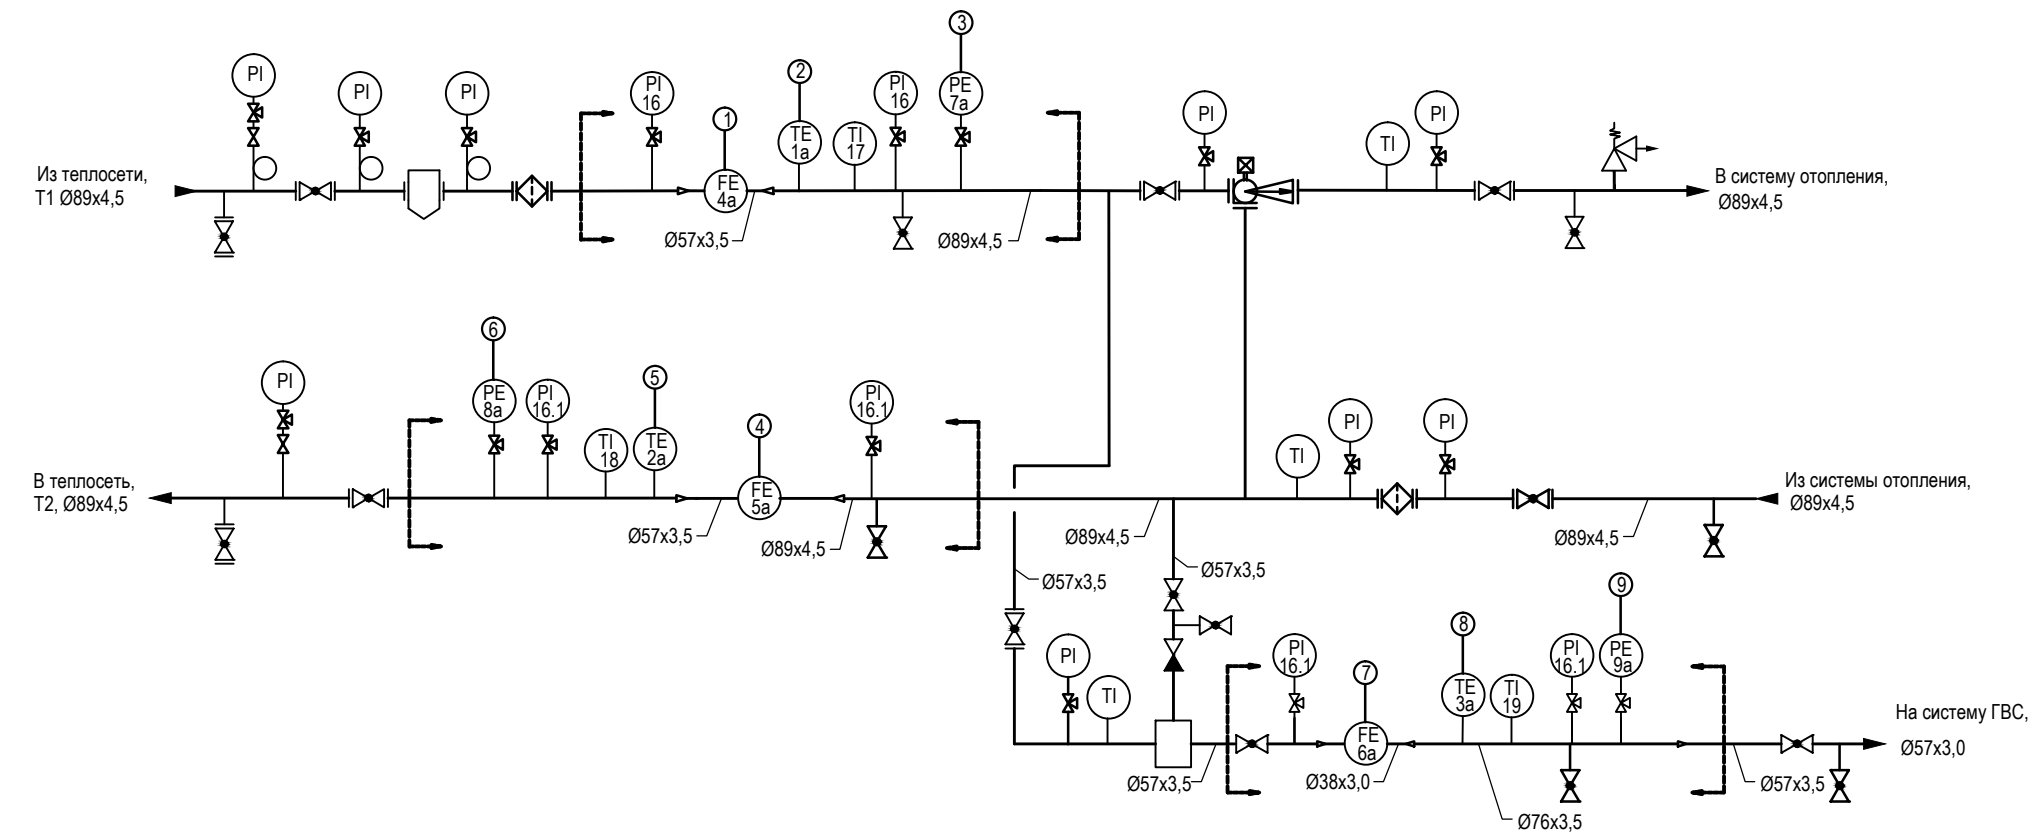 3
PI
PI
PI
PI
16
2
PI
16
PE
7a
PI
PI
1
TE
1a
TI
17
TI
Из теплосети,
T1 Ø89x4,5
FE
4a
В систему отопления,
Ø89x4,5
Ø57x3,5
Ø89x4,5
6
5
PI
PE
8a
PI
16.1
PI
16.1
4
PI
PI
TI
18
TE
2a
TI
В теплосеть,
T2, Ø89x4,5
FE
5a
Из системы отопления,
Ø89x4,5
Ø57x3,5
Ø89x4,5
Ø89x4,5
Ø89x4,5
Ø57x3,5
Ø57x3,5
9
8
PI
PI
16.1
7
PI
16.1
PE
9a
TI
TE
3a
TI
19
FE
6a
На систему ГВС,
Ø57x3,0
Ø57x3,5
Ø38x3,0
Ø57x3,5
Ø76x3,5